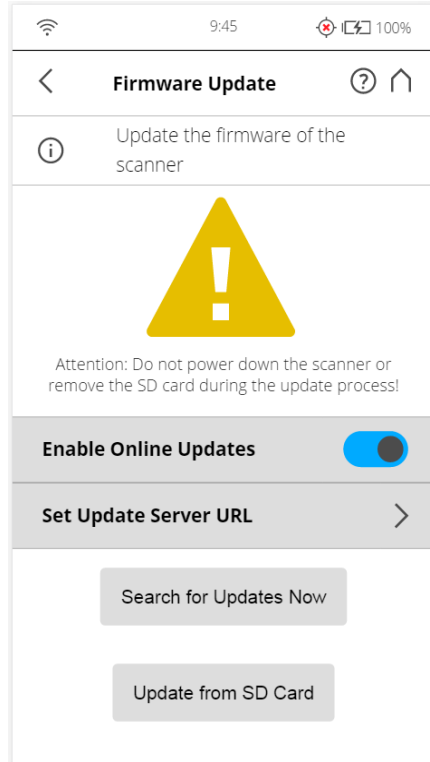 9:45
100%
Firmware Update
Update the firmware of the
scanner
Attention: Do not power down the scanner or
remove the SD card during the update process!
Enable Online Updates
Set Update Server URL
Search for Updates Now
Update from SD Card